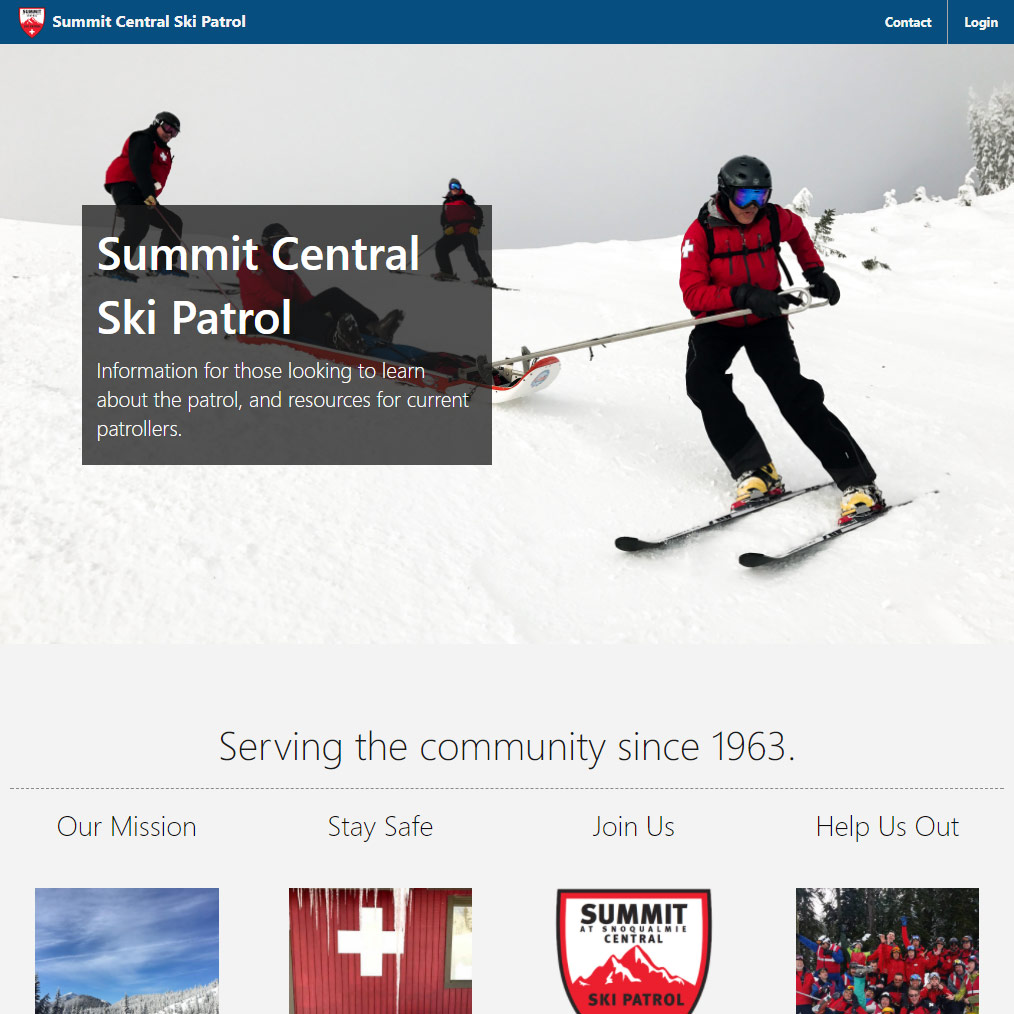 Summit Central Ski Patrol
Contact
Login
Summit Central
Ski Patrol
Information for those looking to learn
about the patrol, and resources for current
patrollers.
Serving the community since 1963.
Our Mission
Stay Safe
Join Us
Help Us Out
SUMMIT
AT SNOQUALMIE
CENTRAL
SKI PATROL